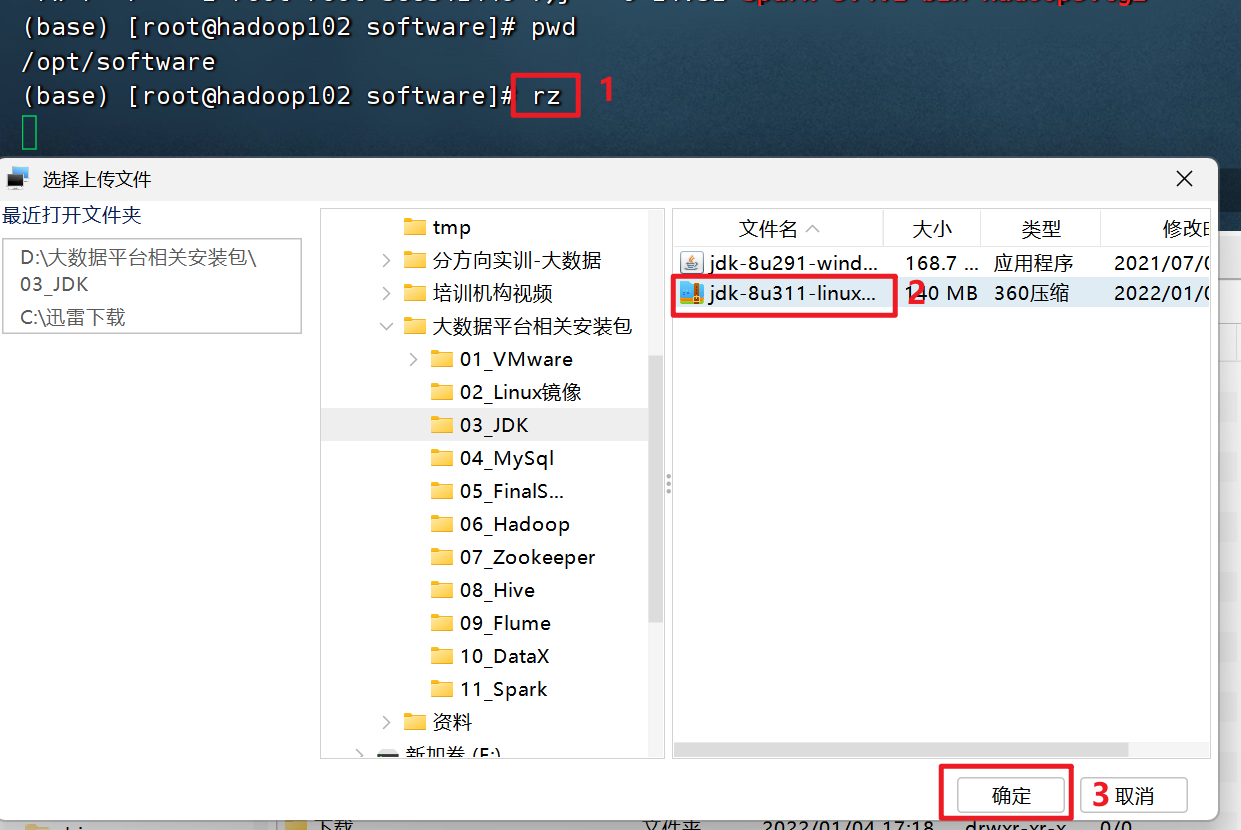 (base) [root@hadoop102 software]# pwd
/opt/software
(base) [root@hadoop102 software]# rz 1
选择上传文件
最近打开文件夹
D:\大数据平台相关安装包\
03_JDK
C:\迅雷下载
tmp
分方向实训-大数据
培训机构视频
大数据平台相关安装包
01_VMware
02_Linux镜像
03_JDK
04_MySql
05_FinalS...
06_Hadoop
07_Zookeeper
08_Hive
09_Flume
10_DataX
11_Spark
资料
新加卷 (E:)
文件名 大小 类型 修改
jdk-8u291-wind... 168.7 ... 应用程序 2021/07/0
jdk-8u311-linux... 2 140 MB 360压缩 2022/01/0
确定 3 取消
下载 文件夹 2022/01/04 17:18 drwxr-xr-x 0/0